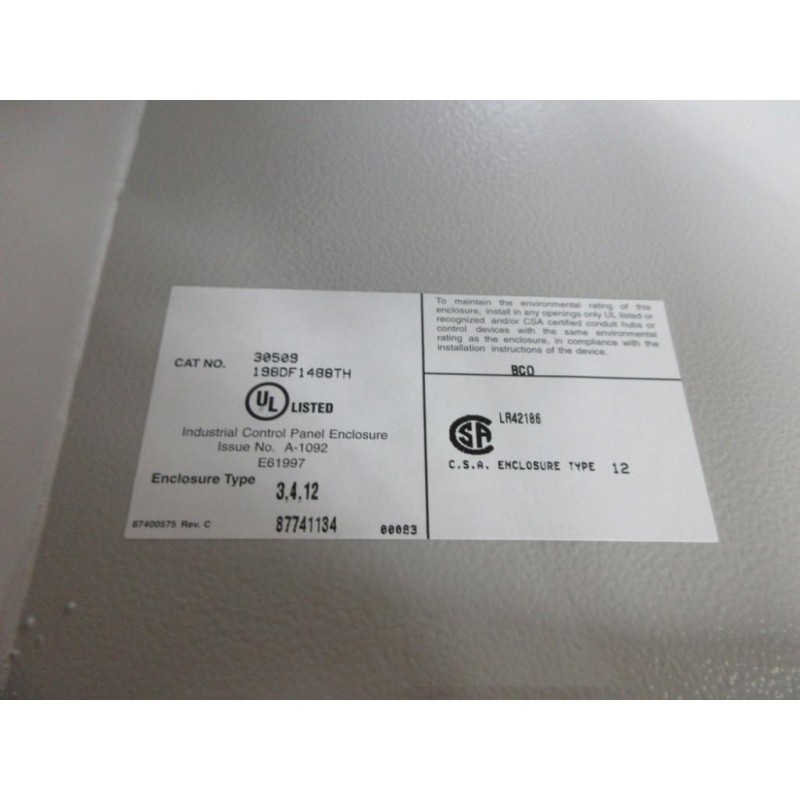 CAT NO. 30509
198DF1488TH
UL LISTED
Industrial Control Panel Enclosure
Issue No. A-1092
E61997
Enclosure Type 3,4,12
87400575 Rev. C 87741134 00083
To maintain the environmental rating of this
enclosure, install in any openings only UL listed or
recognized and/or CSA certified conduit hubs or
control devices with the same environmental
rating as the enclosure, in compliance with the
installation instructions of the device.
BCO
CSA LR42186
C.S.A. ENCLOSURE TYPE 12